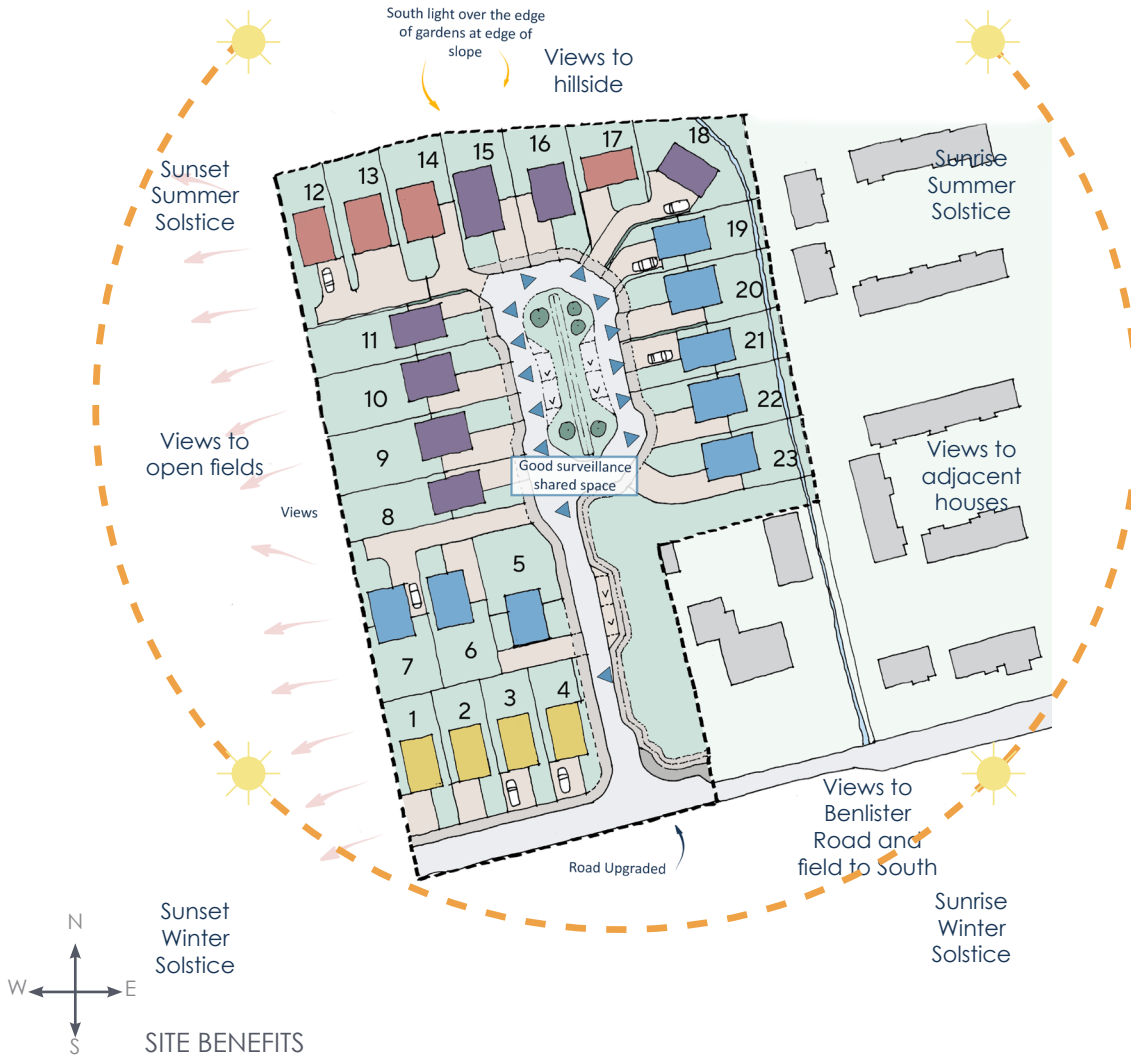 South light over the edge
of gardens at edge of
slope
Views to
hillside
Sunset
Summer
Solstice
Sunrise
Summer
Solstice
12
13
14
15
16
17
18
19
20
21
22
23
11
10
9
8
Views to
open fields
Views
Good surveillance
shared space
Views to
adjacent
houses
5
6
7
1
2
3
4
Road Upgraded
Views to
Benlister
Road and
field to South
Sunset
Winter
Solstice
Sunrise
Winter
Solstice
N
W
E
S
SITE BENEFITS